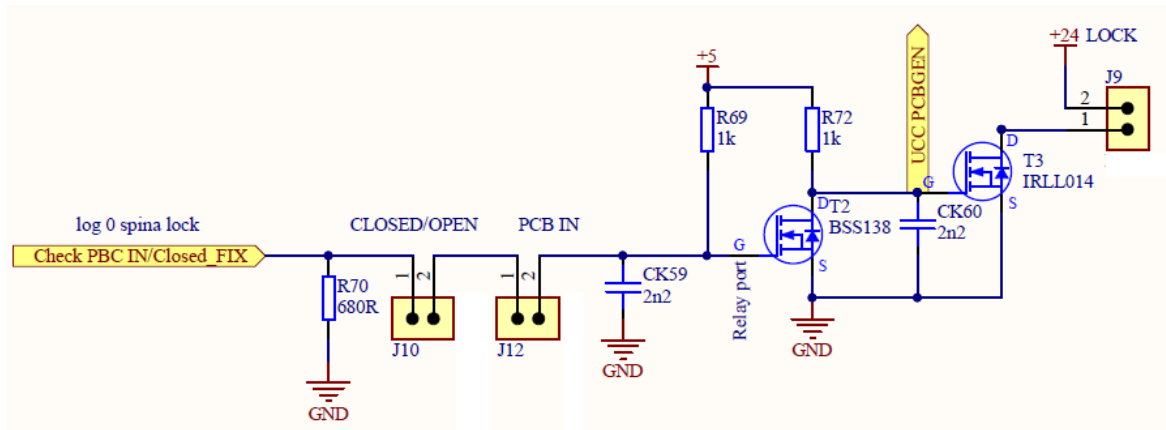 +24 LOCK
J9
2
1
+5
R69
1k
R72
1k
UCC PCBGEN
D
T3
IRLL014
G
S
log 0 spina lock
CLOSED/OPEN
PCB IN
D
T2
BSS138
CK60
2n2
G
S
Check PBC IN/Closed_FIX
1
2
1
2
CK59
2n2
R70
680R
Relay port
J10
J12
GND
GND
GND